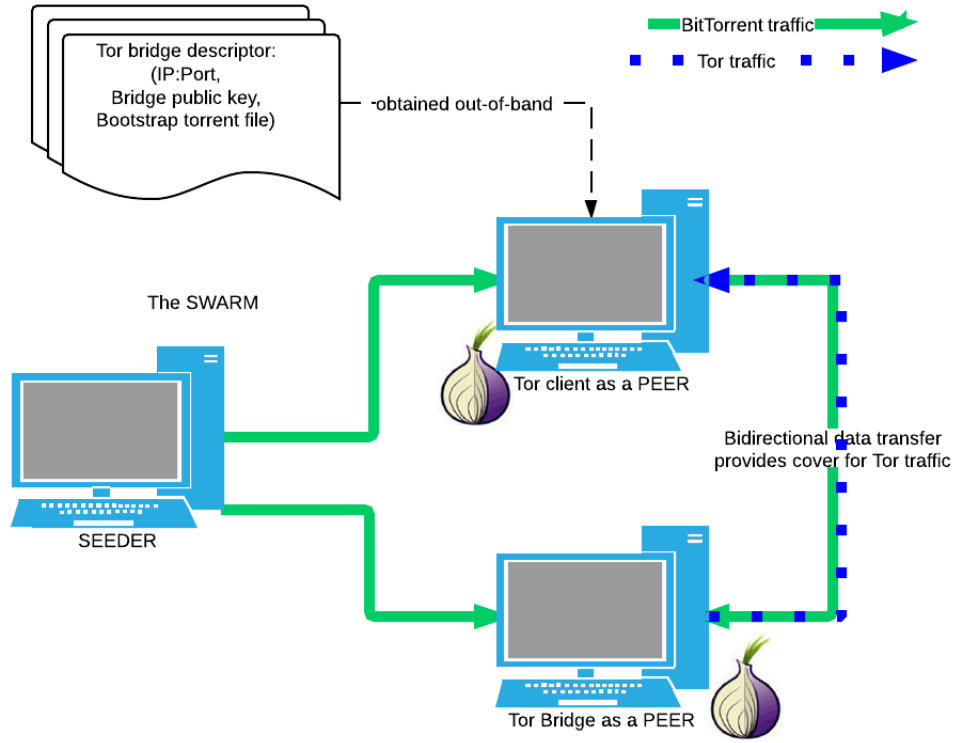 Tor bridge descriptor:
(IP:Port,
Bridge public key,
Bootstrap torrent file)
obtained out-of-band
BitTorrent traffic
Tor traffic
The SWARM
Tor client as a PEER
SEEDER
Bidirectional data transfer
provides cover for Tor traffic
Tor Bridge as a PEER